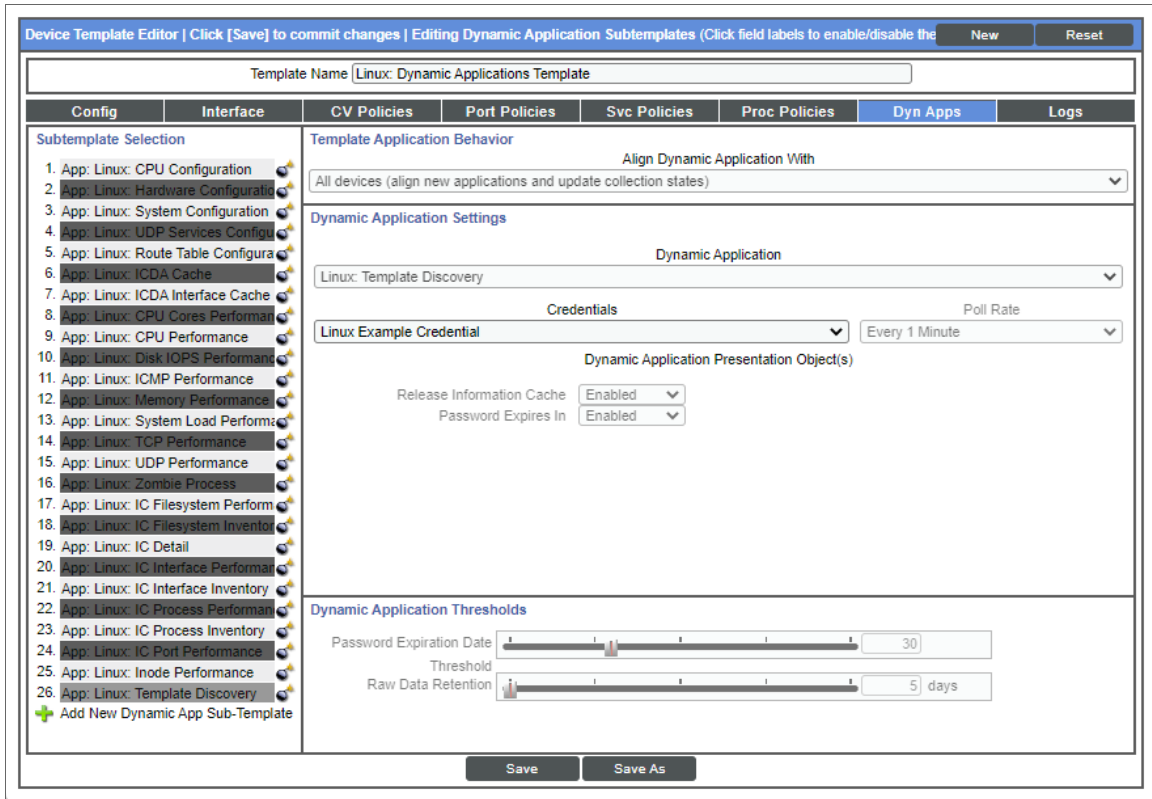 Device Template Editor | Click [Save] to commit changes | Editing Dynamic Application Subtemplates (Click field labels to enable/disable the
New
Reset
Template Name Linux: Dynamic Applications Template
Config
Interface
CV Policies
Port Policies
Svc Policies
Proc Policies
Dyn Apps
Logs
Subtemplate Selection
1. App: Linux: CPU Configuration
2. App: Linux: Hardware Configuratio
3. App: Linux: System Configuration
4. App: Linux: UDP Services Configu
5. App: Linux: Route Table Configura
6. App: Linux: ICDA Cache
7. App: Linux: ICDA Interface Cache
8. App: Linux: CPU Cores Performan
9. App: Linux: CPU Performance
10. App: Linux: Disk IOPS Performanc
11. App: Linux: ICMP Performance
12. App: Linux: Memory Performance
13. App: Linux: System Load Performa
14. App: Linux: TCP Performance
15. App: Linux: UDP Performance
16. App: Linux: Zombie Process
17. App: Linux: IC Filesystem Perform
18. App: Linux: IC Filesystem Inventor
19. App: Linux: IC Detail
20. App: Linux: IC Interface Performan
21. App: Linux: IC Interface Inventory
22. App: Linux: IC Process Performan
23. App: Linux: IC Process Inventory
24. App: Linux: IC Port Performance
25. App: Linux: Inode Performance
26. App: Linux: Template Discovery
Add New Dynamic App Sub-Template
Template Application Behavior
Align Dynamic Application With
All devices (align new applications and update collection states)
Dynamic Application Settings
Dynamic Application
Linux: Template Discovery
Credentials
Linux Example Credential
Poll Rate
Every 1 Minute
Dynamic Application Presentation Object(s)
Release Information Cache Enabled
Password Expires In Enabled
Dynamic Application Thresholds
Password Expiration Date 30
Threshold
Raw Data Retention 5 days
Save
Save As